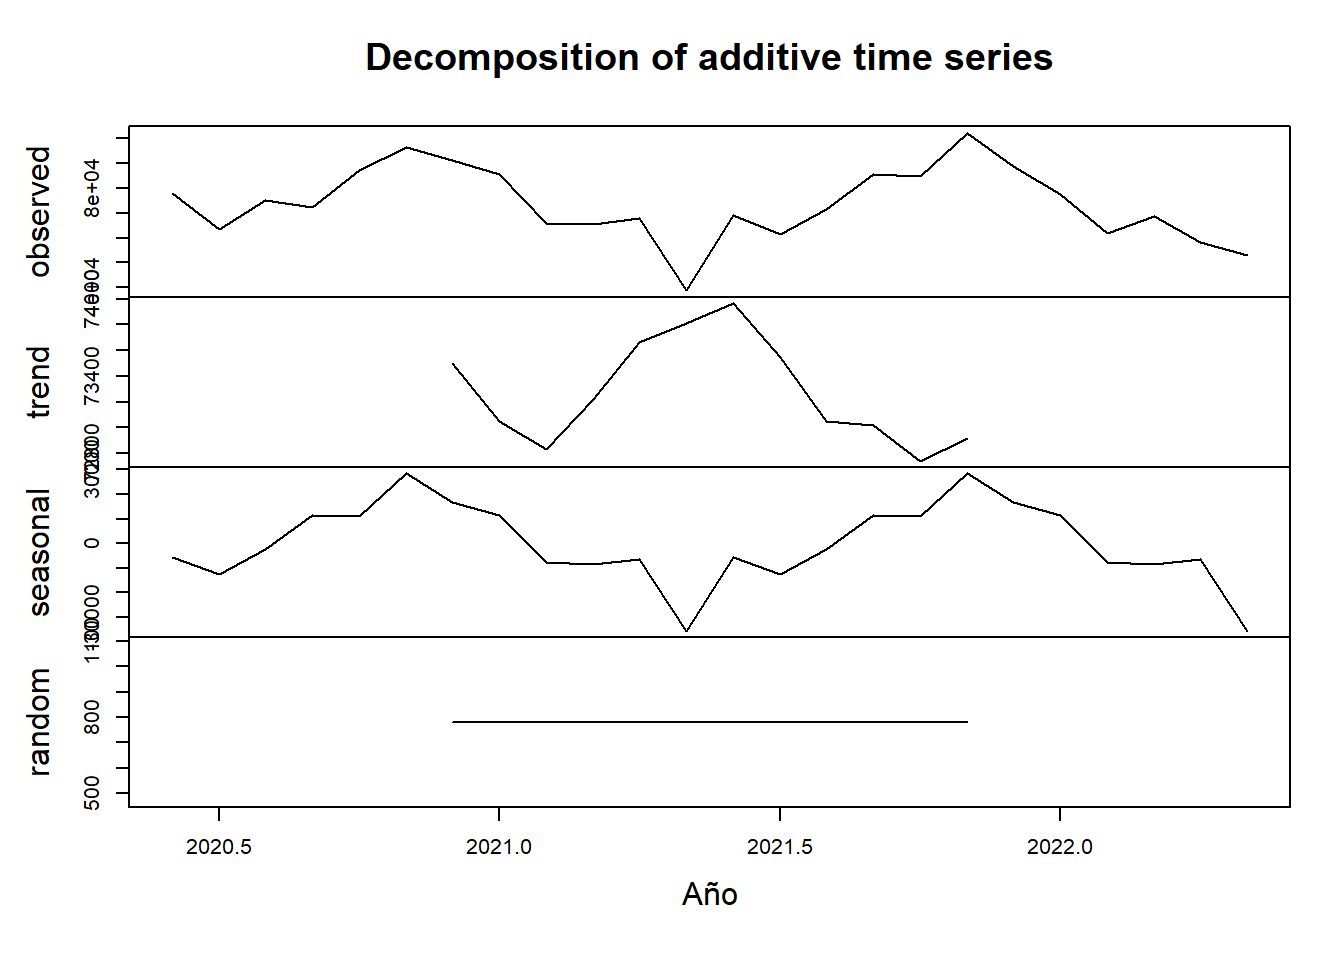 Decomposition of additive time series
observed
8e+04
trend
73400
seasonal
0
random
800
500
2020.5
2021.0
2021.5
2022.0
Año